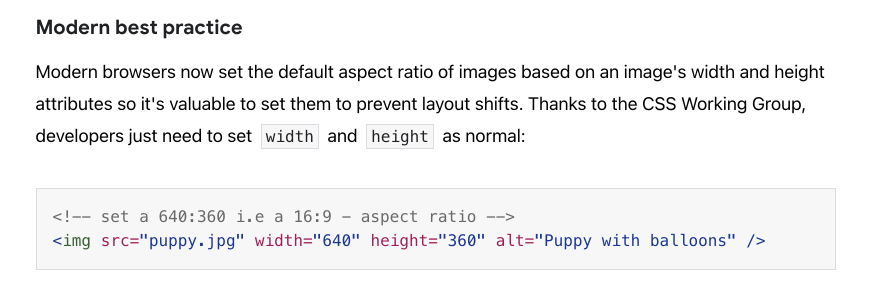 Modern best practice
Modern browsers now set the default aspect ratio of images based on an image's width and height
attributes so it's valuable to set them to prevent layout shifts. Thanks to the CSS Working Group,
developers just need to set width and height as normal:
<!-- set a 640:360 i.e a 16:9 - aspect ratio -->
<img src="puppy.jpg" width="640" height="360" alt="Puppy with balloons" />